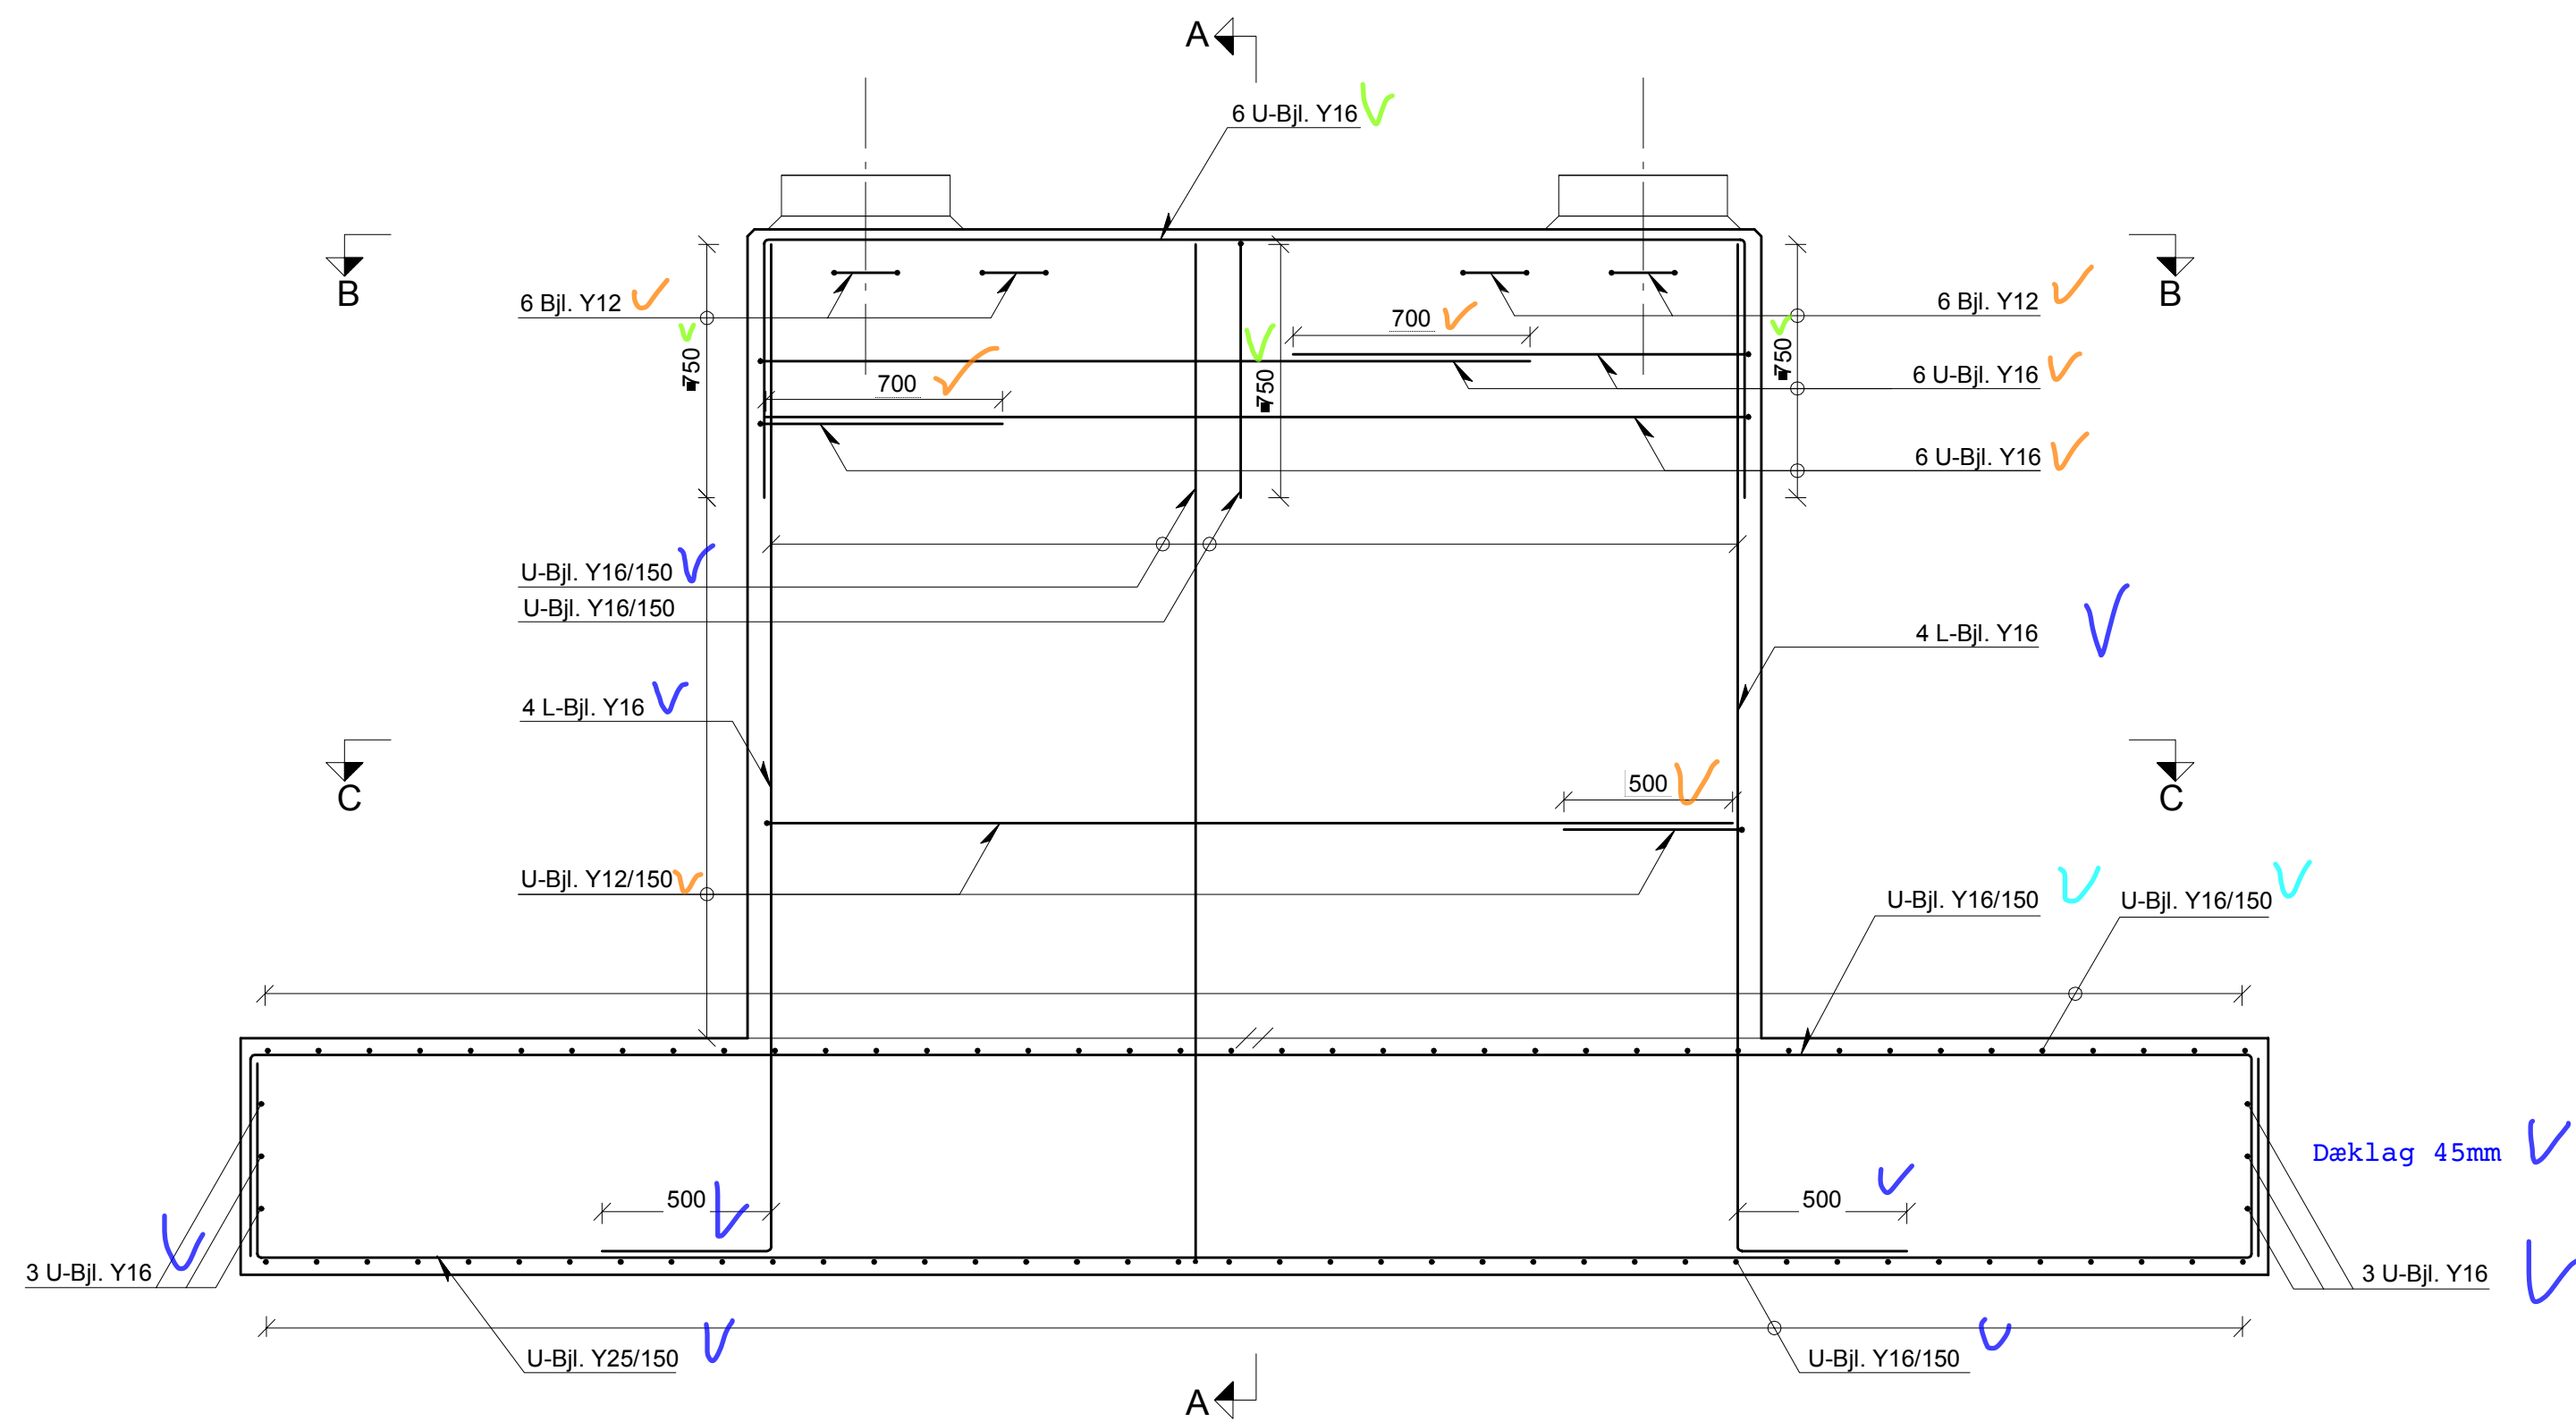 A
6 U-Bjl. Y16
B
B
6 Bjl. Y12
6 Bjl. Y12
700
750
750
750
700
6 U-Bjl. Y16
6 U-Bjl. Y16
U-Bjl. Y16/150
U-Bjl. Y16/150
4 L-Bjl. Y16
4 L-Bjl. Y16
C
C
500
U-Bjl. Y12/150
U-Bjl. Y16/150
U-Bjl. Y16/150
Dæklag 45mm
500
500
3 U-Bjl. Y16
3 U-Bjl. Y16
U-Bjl. Y25/150
U-Bjl. Y16/150
A